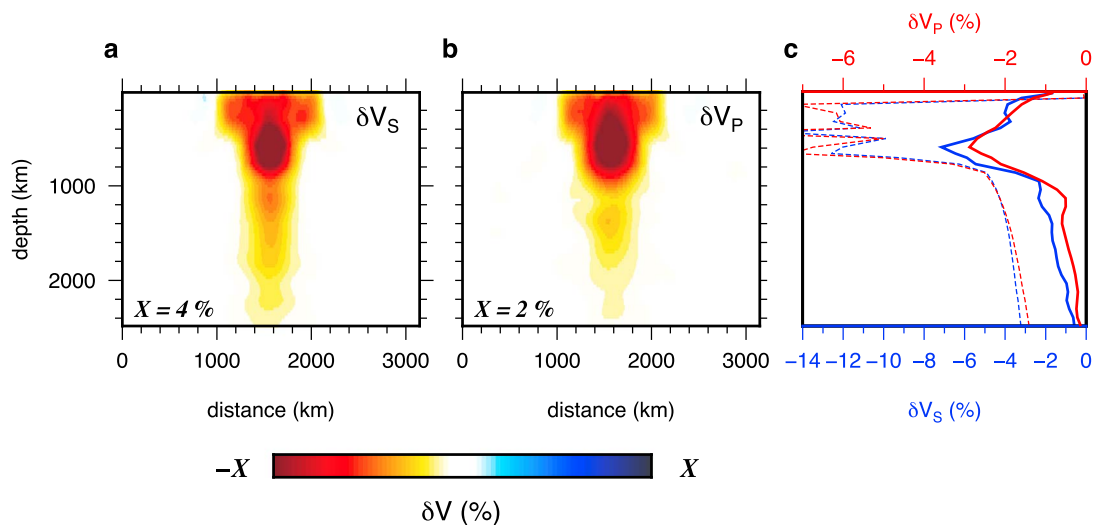 a
b
c
δV_P (%)
−6 −4 −2 0
δV_S
δV_P
depth (km)
1000
2000
X = 4 %
X = 2 %
0 1000 2000 3000
0 1000 2000 3000
−14 −12 −10 −8 −6 −4 −2 0
distance (km)
distance (km)
δV_S (%)
−X
X
δV (%)